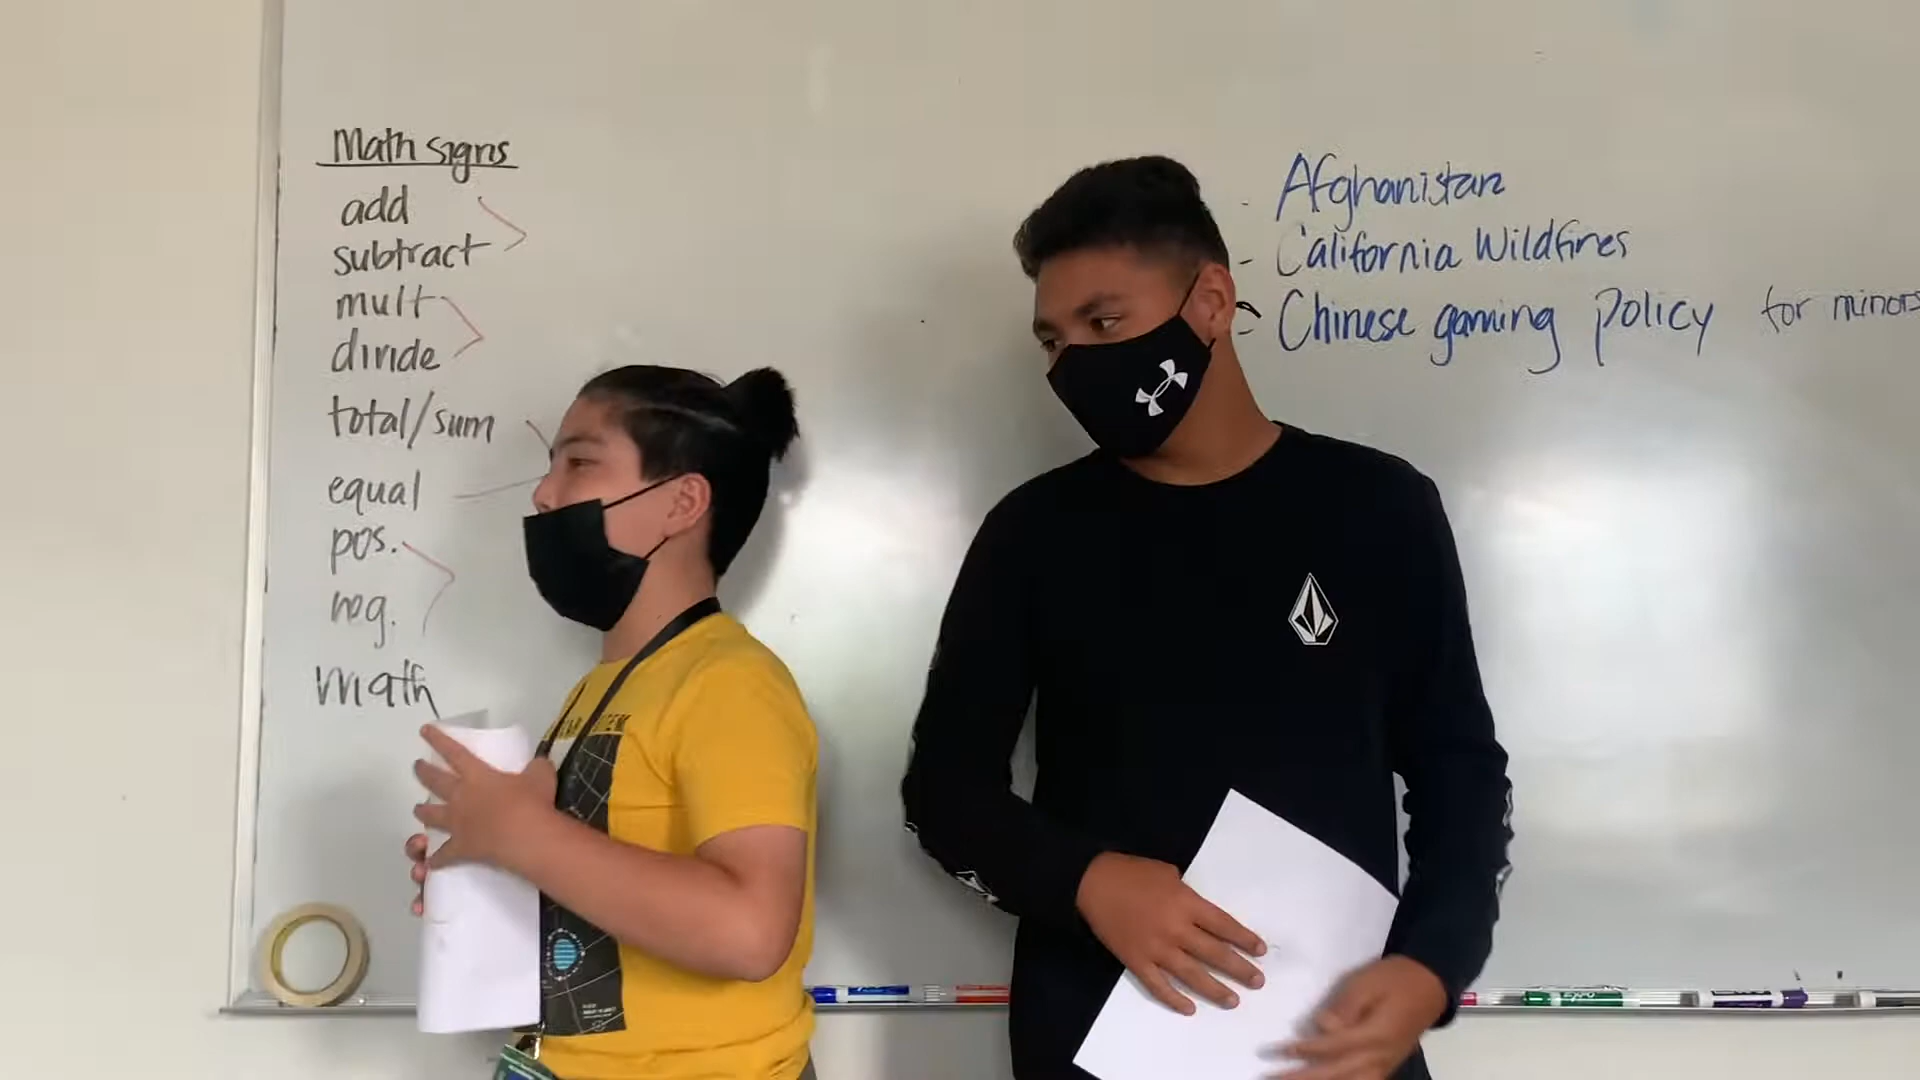 Math signs
add
subtract
mult
divide
total/sum
equal
pos.
neg.
math
- Afghanistan
- California Wildfires
- Chinese gaming Policy for minors
EXPO